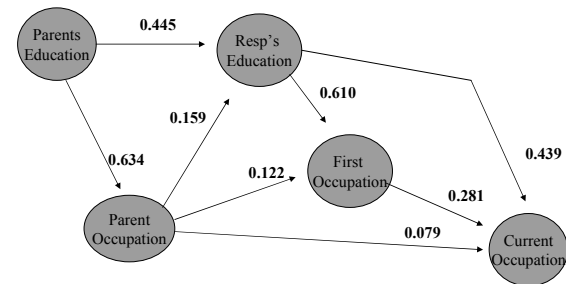 Parents
Education
0.445
Resp's
Education
0.610
0.159
0.634
0.439
First
Occupation
0.122
0.281
Parent
Occupation
0.079
Current
Occupation